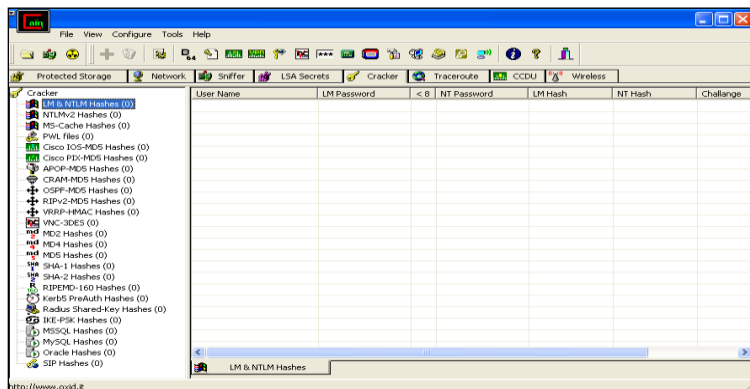 Cain
File View Configure Tools Help
Protected Storage Network Sniffer LSA Secrets Cracker Traceroute CCDU Wireless
Cracker
LM & NTLM Hashes (0)
NTLMv2 Hashes (0)
MS-Cache Hashes (0)
PWL files (0)
Cisco IOS-MD5 Hashes (0)
Cisco PIX-MD5 Hashes (0)
APOP-MD5 Hashes (0)
CRAM-MD5 Hashes (0)
OSPF-MD5 Hashes (0)
RIPv2-MD5 Hashes (0)
VRRP-HMAC Hashes (0)
VNC-3DES (0)
MD2 Hashes (0)
MD4 Hashes (0)
MD5 Hashes (0)
SHA-1 Hashes (0)
SHA-2 Hashes (0)
RIPEMD-160 Hashes (0)
Kerb5 PreAuth Hashes (0)
Radius Shared-Key Hashes (0)
IKE-PSK Hashes (0)
MSSQL Hashes (0)
MySQL Hashes (0)
Oracle Hashes (0)
SIP Hashes (0)
User Name LM Password < 8 NT Password LM Hash NT Hash Challange
LM & NTLM Hashes
http://www.oxid.it